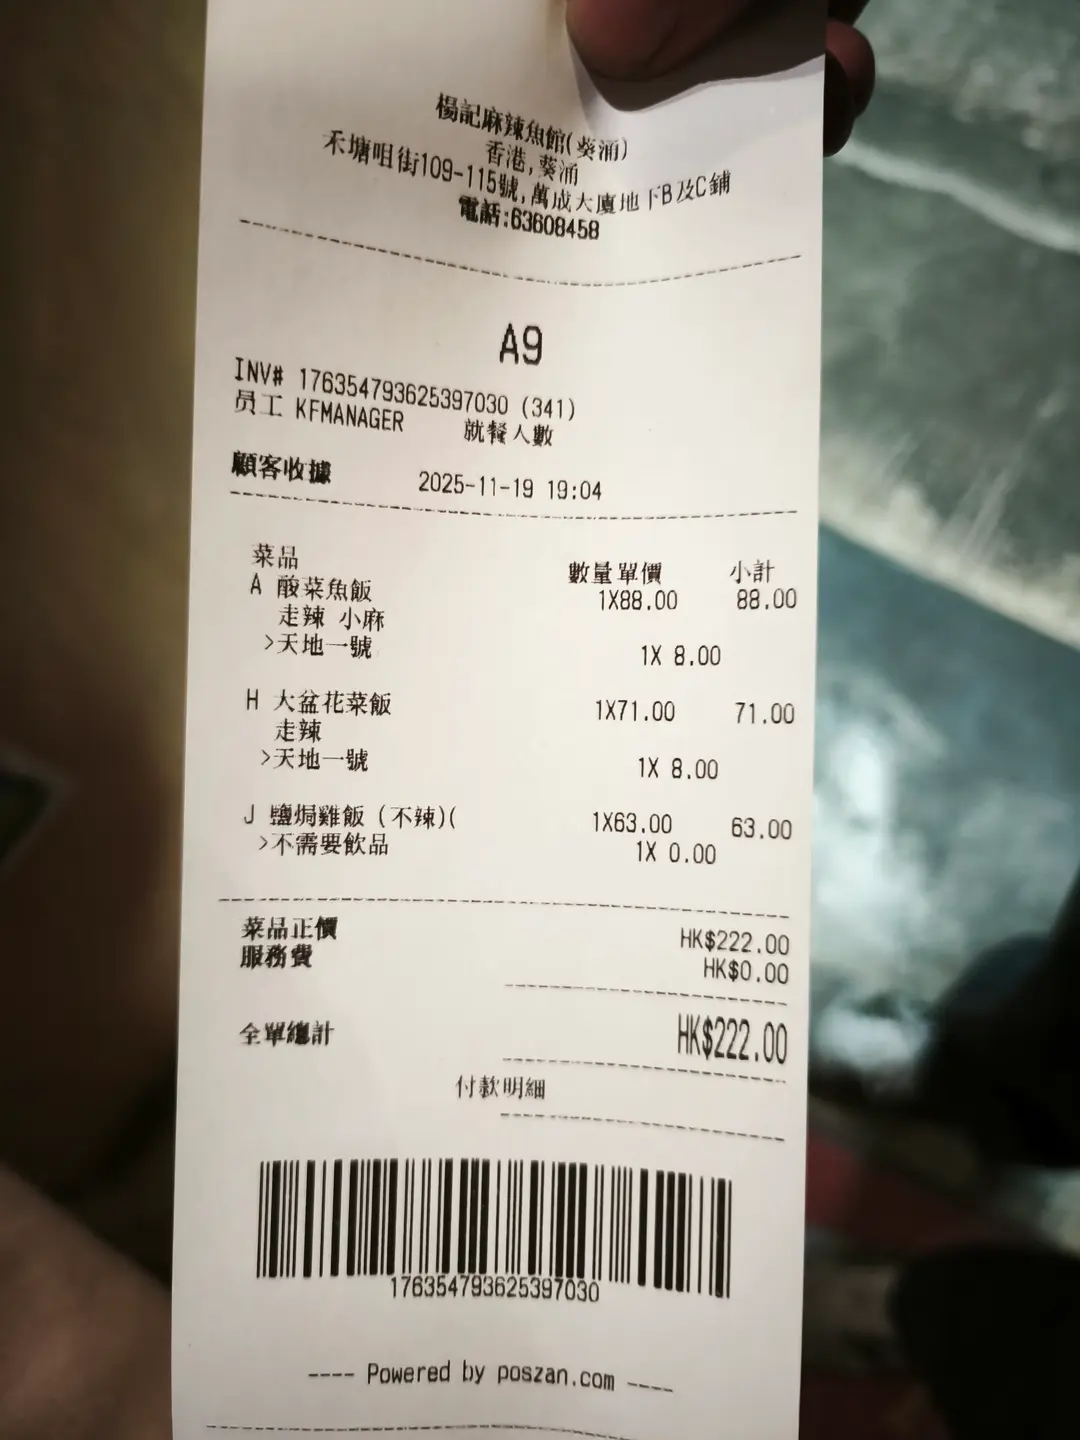 楊記麻辣魚館(葵涌)
香港,葵涌
禾塘咀街109-115號,萬成大廈地下B及C鋪
電話:63608458
A9
INV# 1763547936253970​30 (341)
員工 KFMANAGER 就餐人數
顧客收據 2025-11-19 19:04
菜品 數量單價 小計
A 酸菜魚飯 1X88.00 88.00
走辣 小麻
>天地一號 1X 8.00
H 大盆花菜飯 1X71.00 71.00
走辣
>天地一號 1X 8.00
J 鹽焗雞飯(不辣)( 1X63.00 63.00
>不需要飲品 1X 0.00
菜品正價 HK$222.00
服務費 HK$0.00
全單總計 HK$222.00
付款明細
1763547936253970​30
---- Powered by poszan.com ----